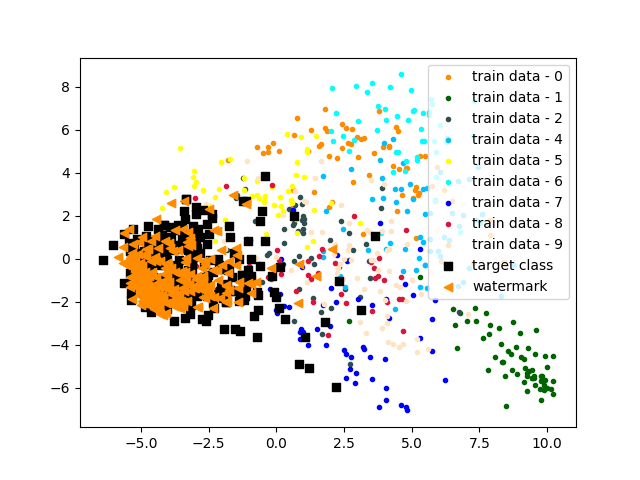 8
6
4
2
0
−2
−4
−6
−5.0
−2.5
0.0
2.5
5.0
7.5
10.0
train data - 0
train data - 1
train data - 2
train data - 4
train data - 5
train data - 6
train data - 7
train data - 8
train data - 9
target class
watermark